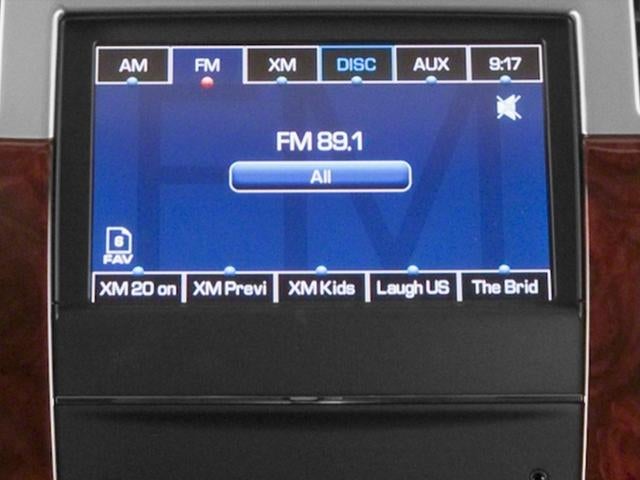 AM FM XM DISC AUX 9:17
FM 89.1
All
6
FAV
XM 20 on XM Previ XM Kids Laugh US The Brid